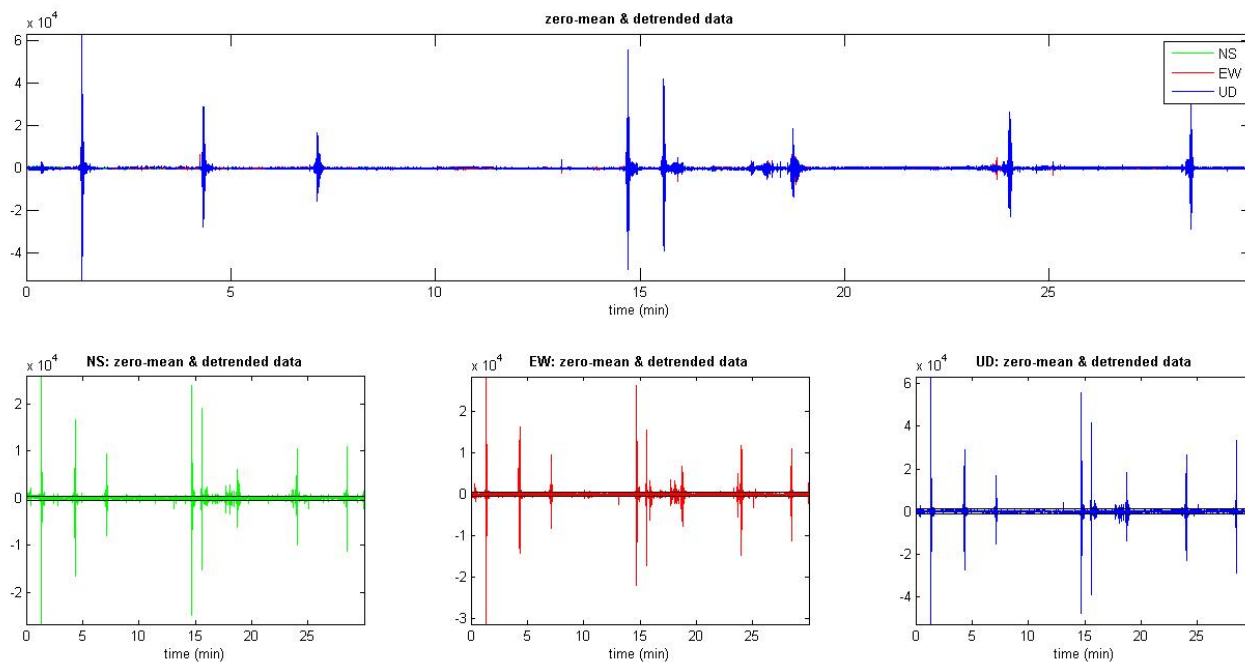 zero-mean & detrended data
x 10^4
6
4
2
0
-2
-4
NS
EW
UD
0 5 10 15 20 25
time (min)
NS: zero-mean & detrended data
x 10^4
2
1
0
-1
-2
0 5 10 15 20 25
time (min)
EW: zero-mean & detrended data
x 10^4
2
1
0
-1
-2
-3
0 5 10 15 20 25
time (min)
UD: zero-mean & detrended data
x 10^4
6
4
2
0
-2
-4
0 5 10 15 20 25
time (min)